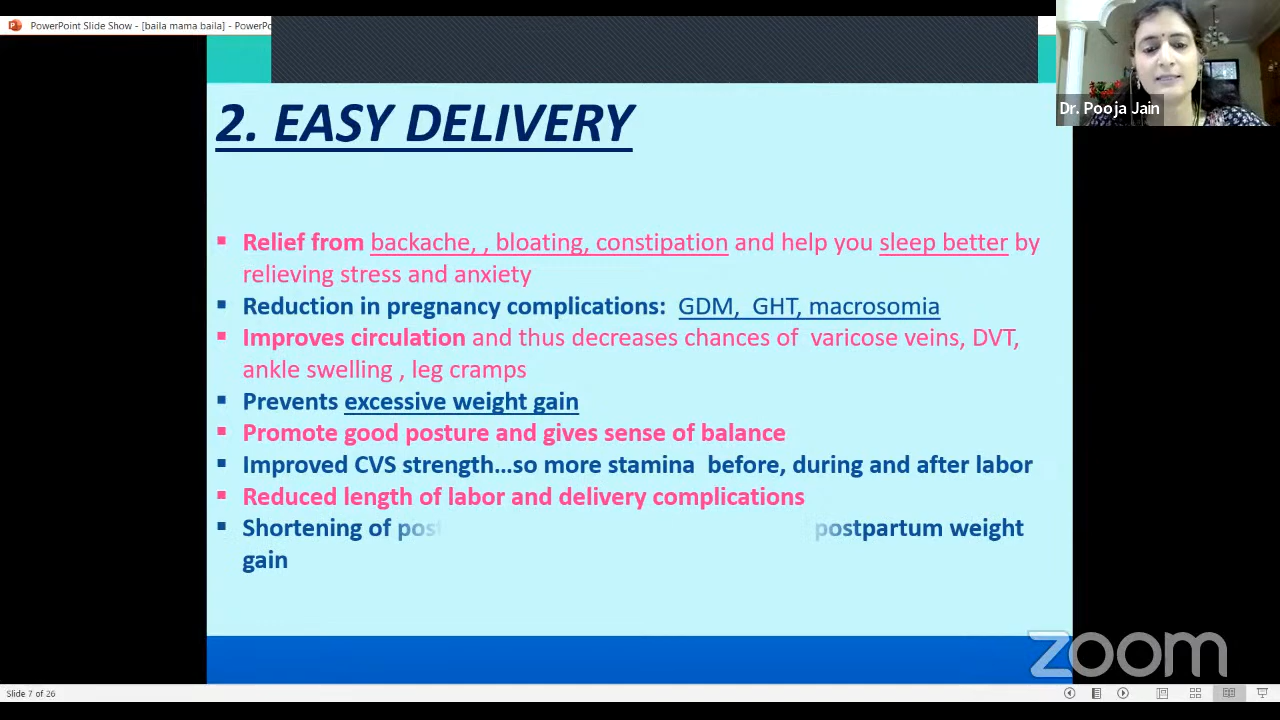 PowerPoint Slide Show - [baila mama baila] - PowerPo
Dr. Pooja Jain
2. EASY DELIVERY
▪ Relief from backache, , bloating, constipation and help you sleep better by
relieving stress and anxiety
▪ Reduction in pregnancy complications: GDM, GHT, macrosomia
▪ Improves circulation and thus decreases chances of varicose veins, DVT,
ankle swelling , leg cramps
▪ Prevents excessive weight gain
▪ Promote good posture and gives sense of balance
▪ Improved CVS strength...so more stamina before, during and after labor
▪ Reduced length of labor and delivery complications
▪ Shortening of postpartum weight
gain
zoom
Slide 7 of 26